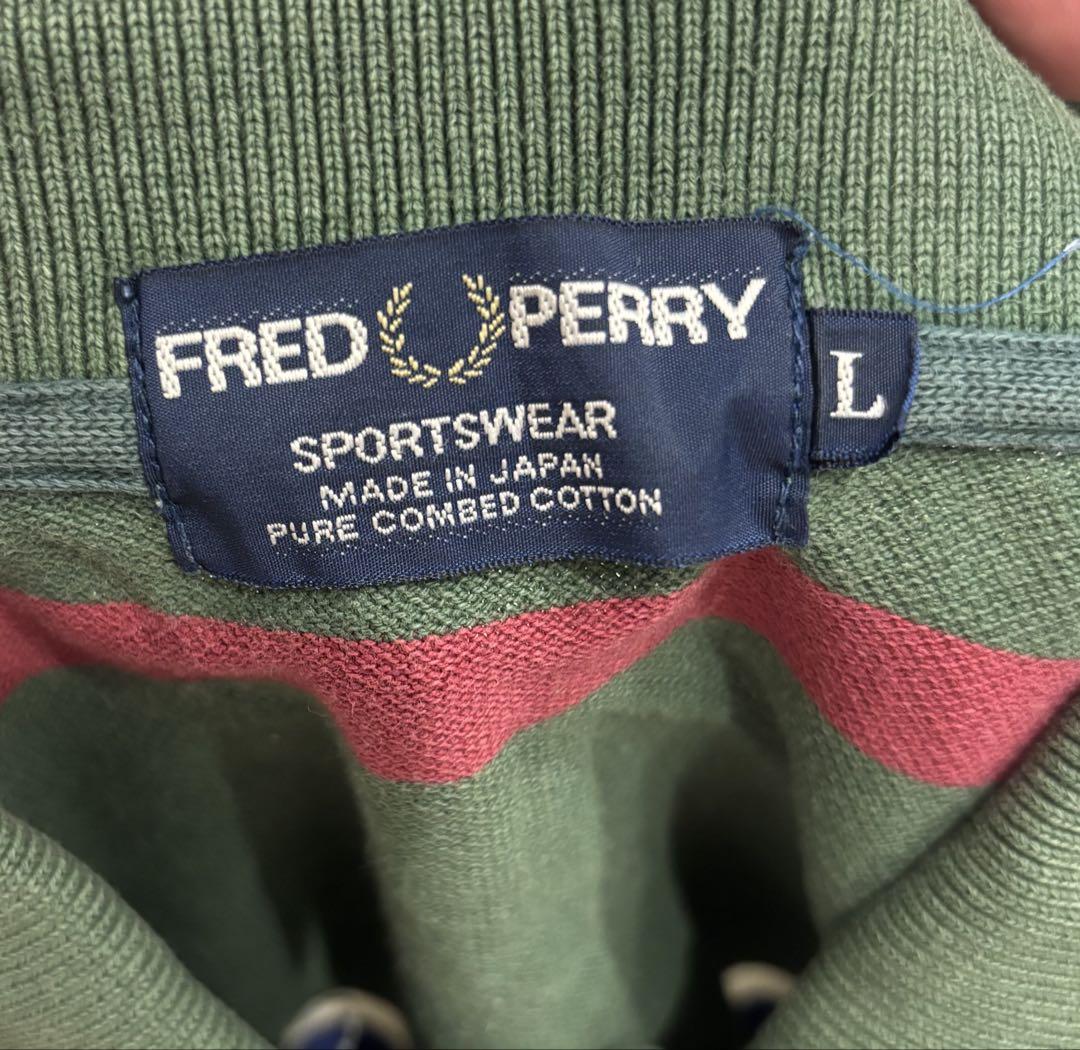 FRED PERRY
SPORTSWEAR
MADE IN JAPAN
PURE COMBED COTTON
L